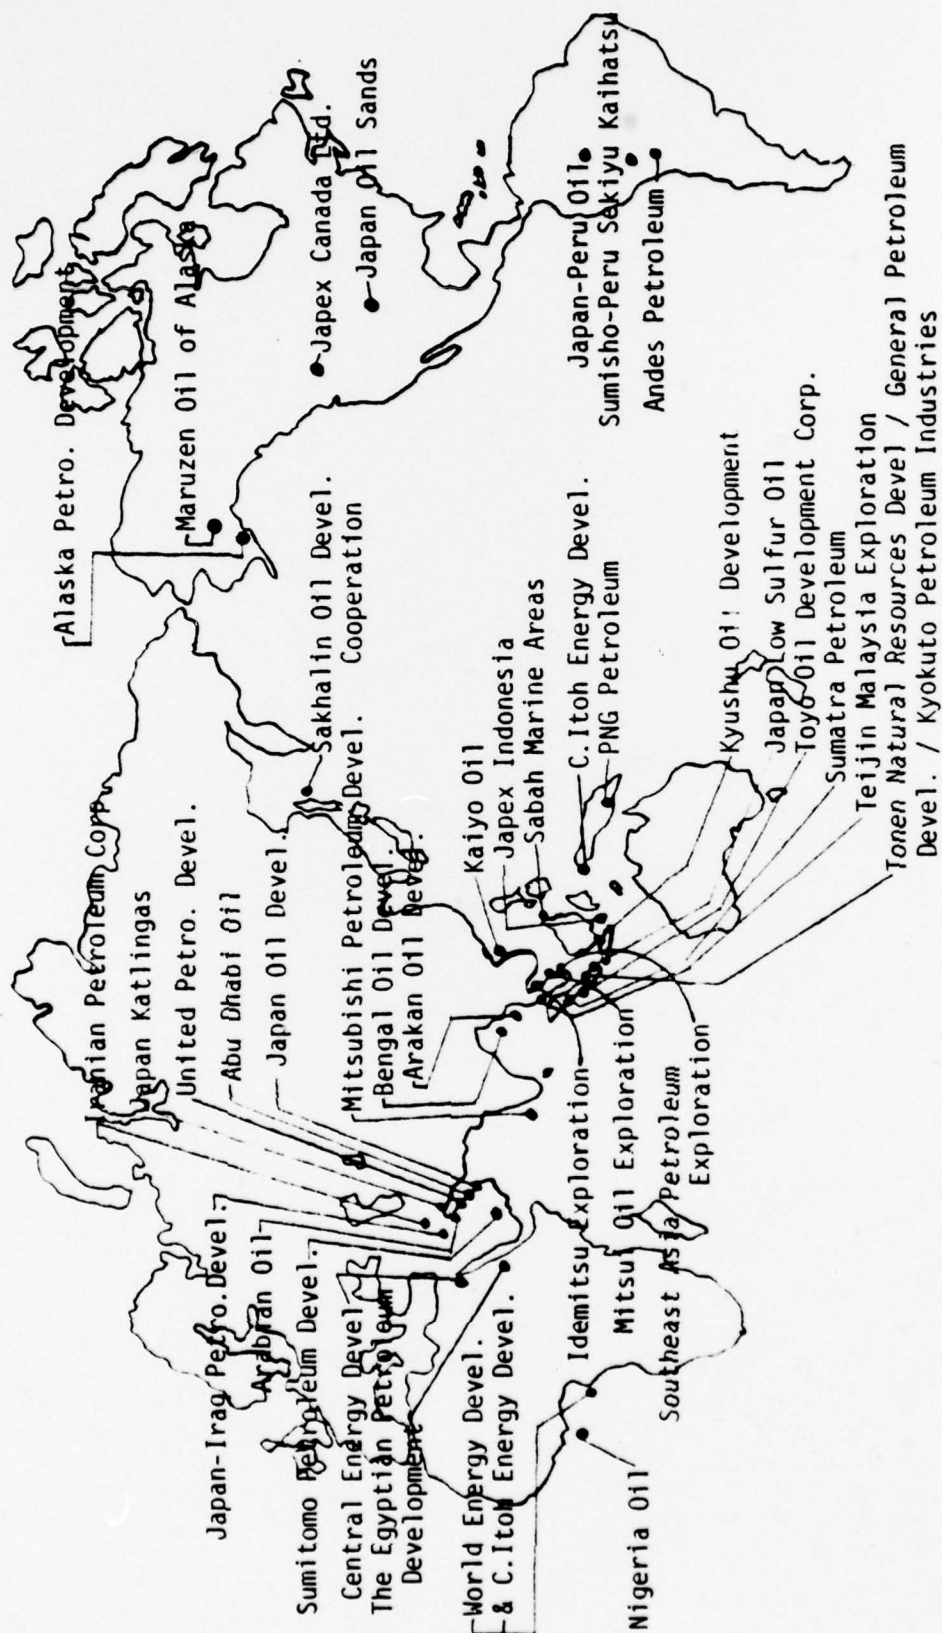 Alaska Petro. Development
Maruzen Oil of Alaska
Japex Canada Ltd.
Japan Oil Sands
Iranian Petroleum Corp.
Japan Katlingas
United Petro. Devel.
Abu Dhabi Oil
Japan Oil Devel.
Sakhalin Oil Devel.
Cooperation
Mitsubishi Petroleum Devel.
Bengal Oil Devel.
Arakan Oil Devel.
Japan-Iraq Petro.Devel.
Arabian Oil
Sumitomo Petroleum Devel.
Central Energy Devel.
The Egyptian Petroleum
Development
World Energy Devel.
& C.Itoh Energy Devel.
Nigeria Oil
Kaiyo Oil
Japex Indonesia
Sabah Marine Areas
C.Itoh Energy Devel.
PNG Petroleum
Japan-Peru Oil
Sumisho-Peru Sekiyu Kaihatsu
Andes Petroleum
Idemitsu Exploration
Mitsui Oil Exploration
Southeast Asia Petroleum
Exploration
Kyushu Oil Development
Japan Low Sulfur Oil
Toyo Oil Development Corp.
Sumatra Petroleum
Teijin Malaysia Exploration
Tonen Natural Resources Devel / General Petroleum
Devel. / Kyokuto Petroleum Industries